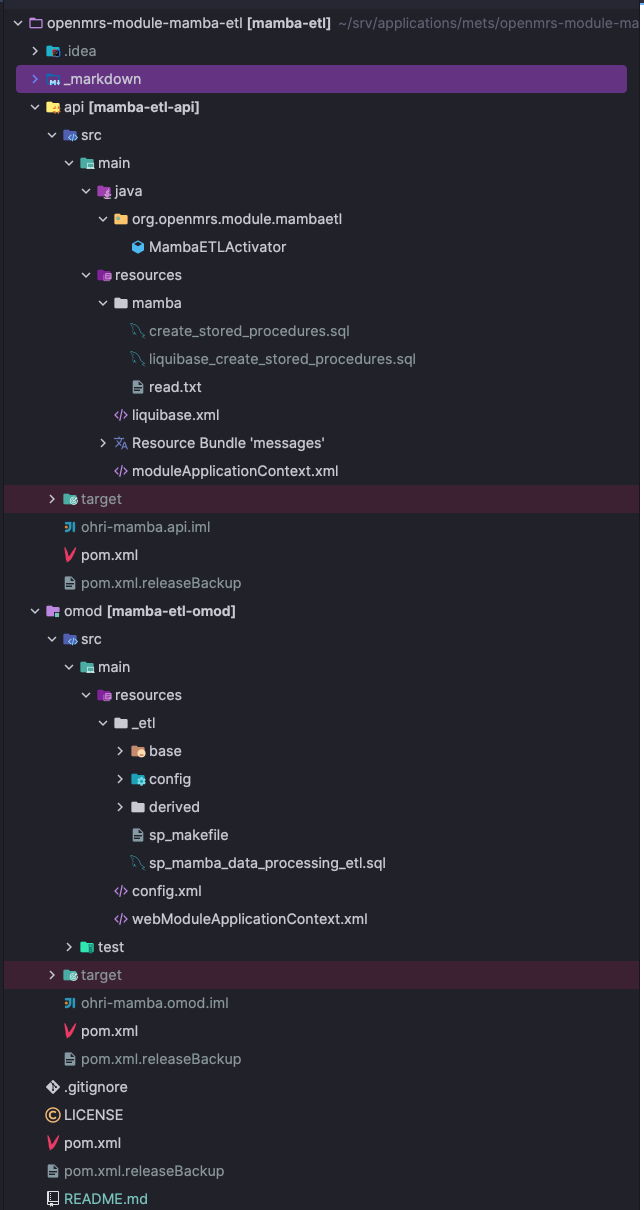 openmrs-module-mamba-etl [mamba-etl] ~/srv/applications/mets/openmrs-module-ma
.idea
_markdown
api [mamba-etl-api]
src
main
java
org.openmrs.module.mambaetl
MambaETLActivator
resources
mamba
create_stored_procedures.sql
liquibase_create_stored_procedures.sql
read.txt
liquibase.xml
Resource Bundle 'messages'
moduleApplicationContext.xml
target
ohri-mamba.api.iml
pom.xml
pom.xml.releaseBackup
omod [mamba-etl-omod]
src
main
resources
_etl
base
config
derived
sp_makefile
sp_mamba_data_processing_etl.sql
config.xml
webModuleApplicationContext.xml
test
target
ohri-mamba.omod.iml
pom.xml
pom.xml.releaseBackup
.gitignore
LICENSE
pom.xml
pom.xml.releaseBackup
README.md